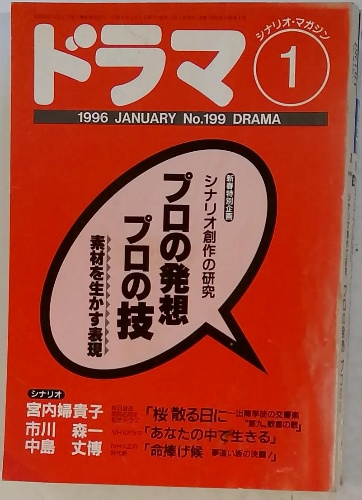 ドラマ
シナリオ・マガジン
1
1996 JANUARY No.199 DRAMA
新春特別企画
シナリオ創作の研究
プロの発想
プロの技
素材を生かす表現
シナリオ
宮内婦貴子
「桜散る日に
市川 森一
「あなたの中で生きる」
中島 丈博
「命捧げ候